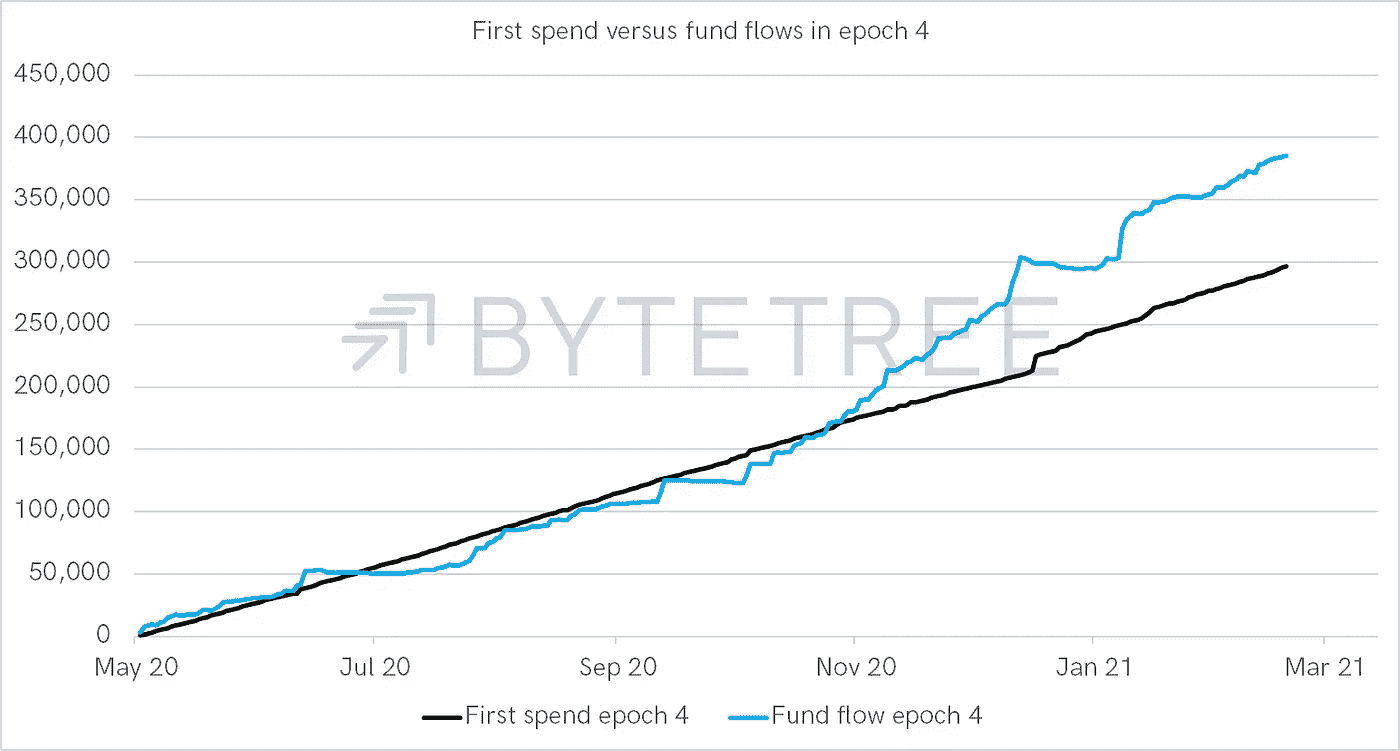 First spend versus fund flows in epoch 4
450,000
400,000
350,000
300,000
250,000
200,000
150,000
100,000
50,000
0
BYTETREE
May 20 Jul 20 Sep 20 Nov 20 Jan 21 Mar 21
First spend epoch 4 Fund flow epoch 4